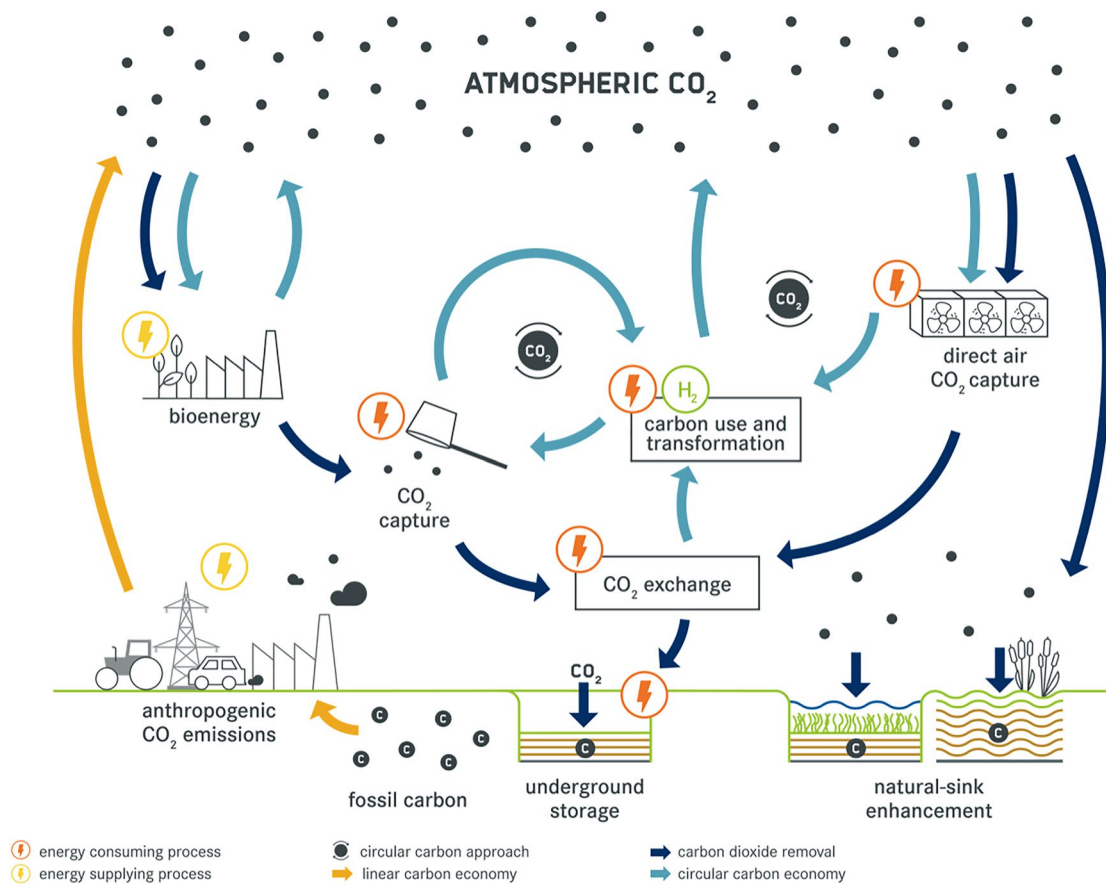 ATMOSPHERIC CO₂
CO₂
direct air
CO₂ capture
bioenergy
CO₂
H₂
carbon use and
transformation
CO₂
capture
CO₂ exchange
CO₂
anthropogenic
CO₂ emissions
C
C
C
C
C
C
C
C
fossil carbon
underground
storage
natural-sink
enhancement
energy consuming process
circular carbon approach
carbon dioxide removal
energy supplying process
linear carbon economy
circular carbon economy